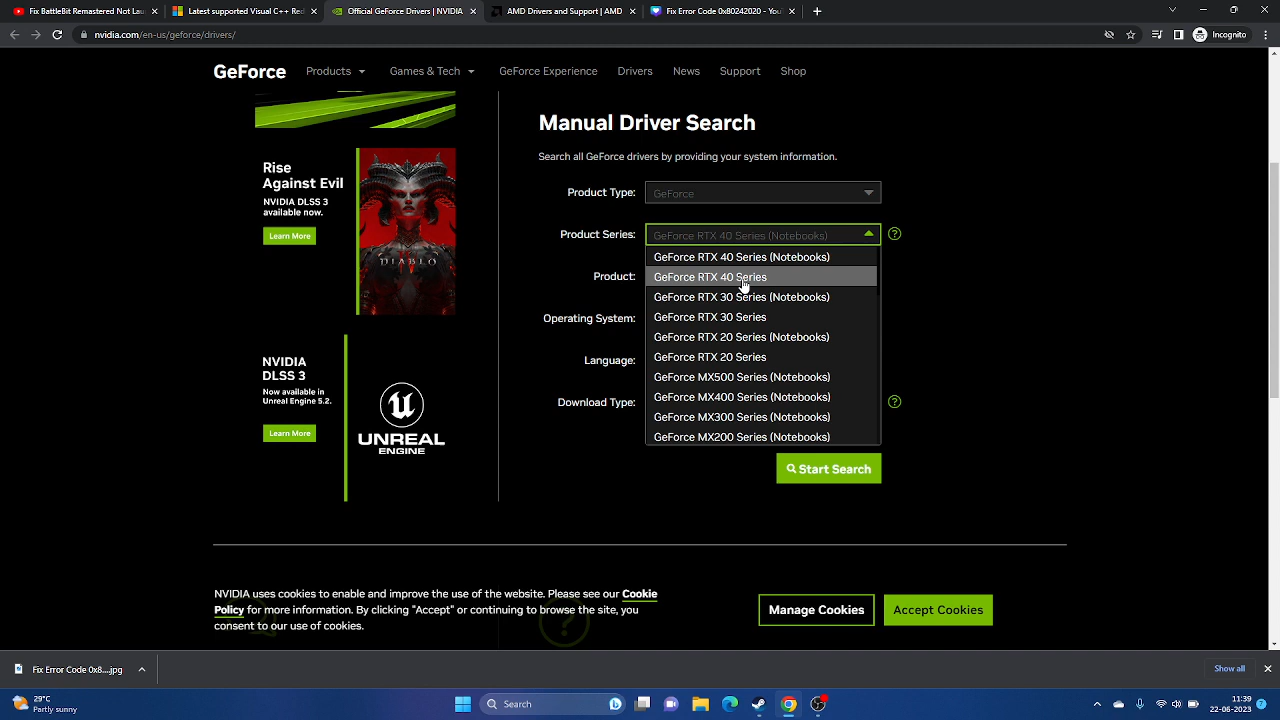 Fix BattleBit Remastered Not Lau
Latest supported Visual C++ Red
Official GeForce Drivers | NVIDIA
AMD Drivers and Support | AMD
Fix Error Code 0x80242020 - You
nvidia.com/en-us/geforce/drivers/
Incognito
GeForce
Products
Games & Tech
GeForce Experience
Drivers
News
Support
Shop
Rise
Against Evil
NVIDIA DLSS 3
available now.
Learn More
DIABLO
NVIDIA
DLSS 3
Now available in
Unreal Engine 5.2.
Learn More
UNREAL
ENGINE
Manual Driver Search
Search all GeForce drivers by providing your system information.
Product Type:
GeForce
Product Series:
GeForce RTX 40 Series (Notebooks)
?
GeForce RTX 40 Series (Notebooks)
Product:
GeForce RTX 40 Series
GeForce RTX 30 Series (Notebooks)
Operating System:
GeForce RTX 30 Series
GeForce RTX 20 Series (Notebooks)
Language:
GeForce RTX 20 Series
GeForce MX500 Series (Notebooks)
Download Type:
GeForce MX400 Series (Notebooks)
?
GeForce MX300 Series (Notebooks)
GeForce MX200 Series (Notebooks)
Start Search
NVIDIA uses cookies to enable and improve the use of the website. Please see our Cookie
Policy for more information. By clicking "Accept" or continuing to browse the site, you
consent to our use of cookies.
?
Manage Cookies
Accept Cookies
Fix Error Code 0x8....jpg
Show all
29°C
Partly sunny
Search
11:39
22-06-2023
7